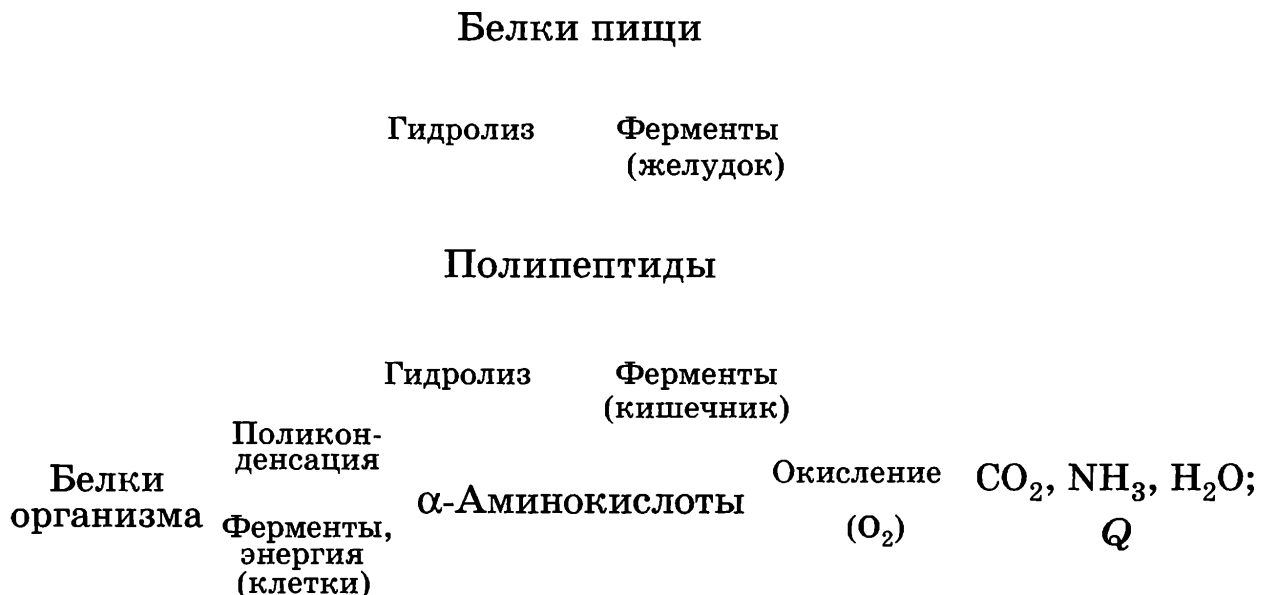 Белки пищи
Гидролиз Ферменты
(желудок)
Полипептиды
Гидролиз Ферменты
(кишечник)
Поликон-
денсация
Белки
организма
Ферменты,
энергия
(клетки)
α-Аминокислоты
Окисление
(O₂)
CO₂, NH₃, H₂O;
Q